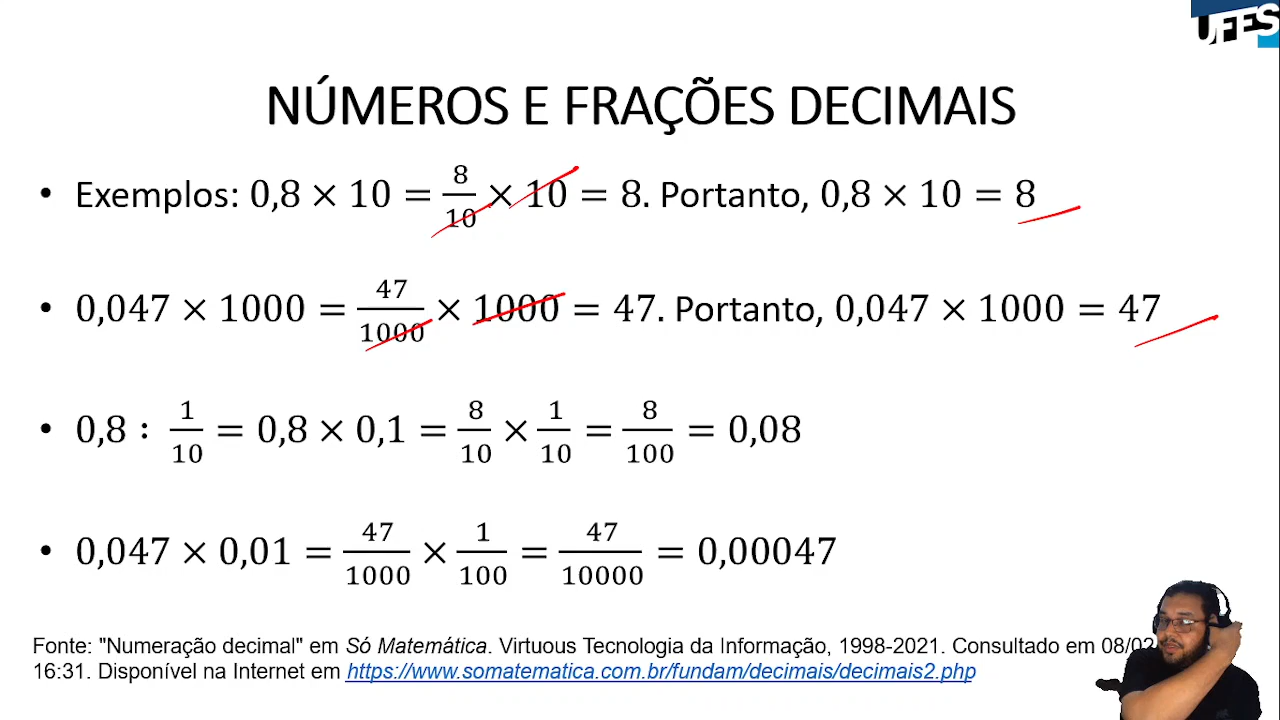 UFES
NÚMEROS E FRAÇÕES DECIMAIS
• Exemplos: 0,8 × 10 = 8/10 × 10 = 8. Portanto, 0,8 × 10 = 8
• 0,047 × 1000 = 47/1000 × 1000 = 47. Portanto, 0,047 × 1000 = 47
• 0,8 : 1/10 = 0,8 × 0,1 = 8/10 × 1/10 = 8/100 = 0,08
• 0,047 × 0,01 = 47/1000 × 1/100 = 47/10000 = 0,00047
Fonte: "Numeração decimal" em Só Matemática. Virtuous Tecnologia da Informação, 1998-2021. Consultado em 08/02
16:31. Disponível na Internet em https://www.somatematica.com.br/fundam/decimais/decimais2.php